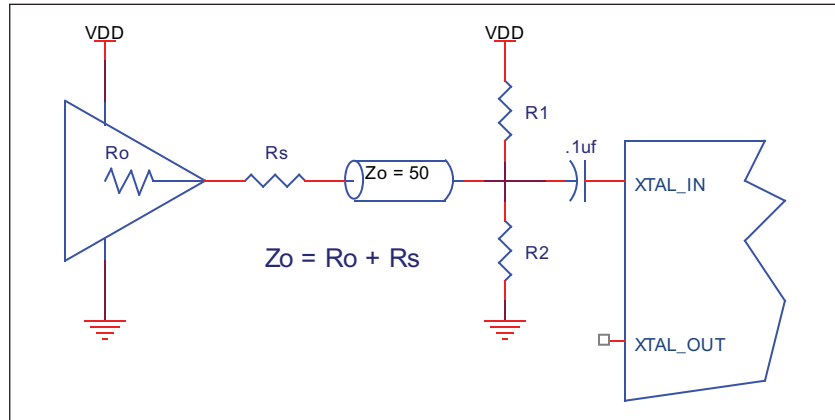 VDD
VDD
R1
Ro
Rs
Zo = 50
.1uf
XTAL_IN
R2
Zo = Ro + Rs
XTAL_OUT